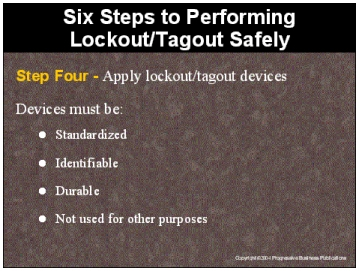 Six Steps to Performing
Lockout/Tagout Safely
Step Four - Apply lockout/tagout devices
Devices must be:
● Standardized
● Identifiable
● Durable
● Not used for other purposes
Copyright ©2004 Progressive Business Publications